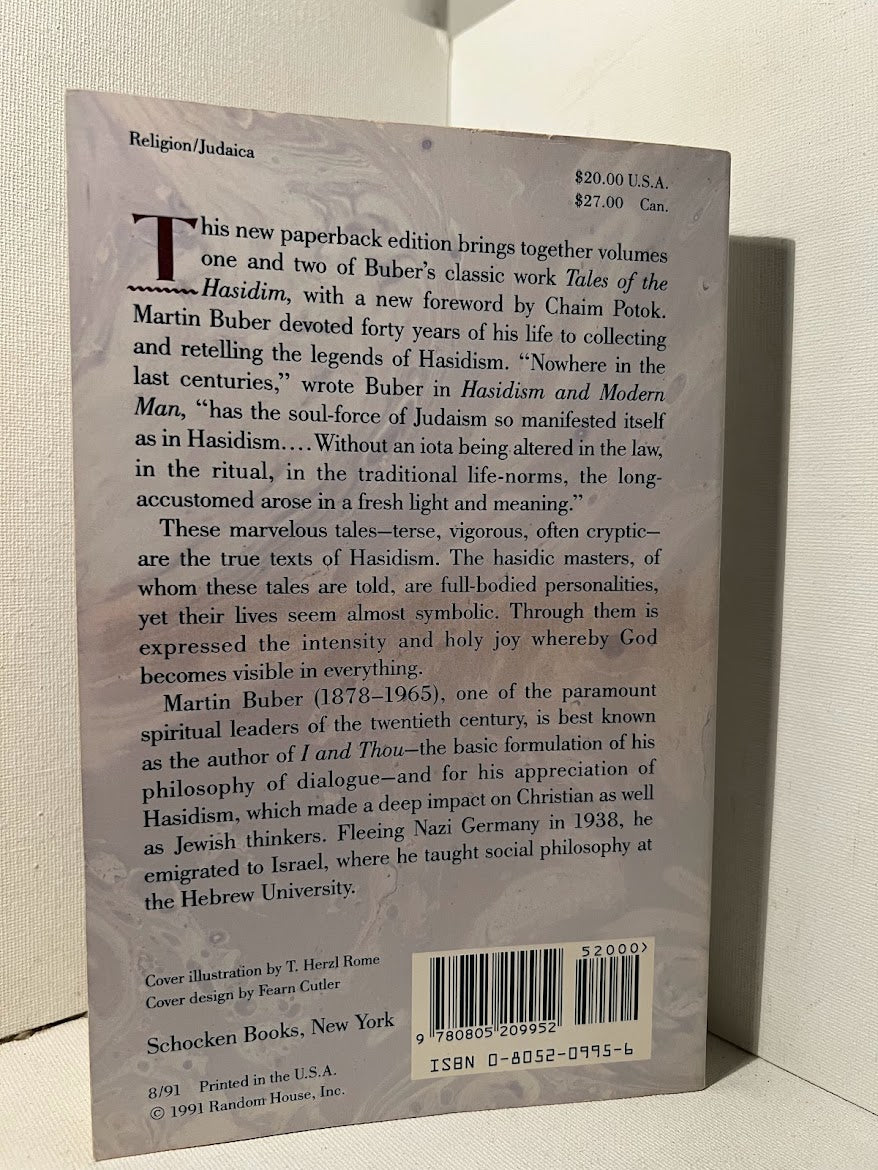 Religion/Judaica
$20.00 U.S.A.
$27.00 Can.
This new paperback edition brings together volumes
one and two of Buber's classic work Tales of the
Hasidim, with a new foreword by Chaim Potok.
Martin Buber devoted forty years of his life to collecting
and retelling the legends of Hasidism. “Nowhere in the
last centuries,” wrote Buber in Hasidism and Modern
Man, “has the soul-force of Judaism so manifested itself
as in Hasidism.... Without an iota being altered in the law,
in the ritual, in the traditional life-norms, the long-
accustomed arose in a fresh light and meaning.”
These marvelous tales—terse, vigorous, often cryptic—
are the true texts of Hasidism. The hasidic masters, of
whom these tales are told, are full-bodied personalities,
yet their lives seem almost symbolic. Through them is
expressed the intensity and holy joy whereby God
becomes visible in everything.
Martin Buber (1878–1965), one of the paramount
spiritual leaders of the twentieth century, is best known
as the author of I and Thou—the basic formulation of his
philosophy of dialogue—and for his appreciation of
Hasidism, which made a deep impact on Christian as well
as Jewish thinkers. Fleeing Nazi Germany in 1938, he
emigrated to Israel, where he taught social philosophy at
the Hebrew University.
Cover illustration by T. Herzl Rome
Cover design by Fearn Cutler
Schocken Books, New York
8/91 Printed in the U.S.A.
© 1991 Random House, Inc.
52000>
9 780805 209952
ISBN 0-8052-0995-6